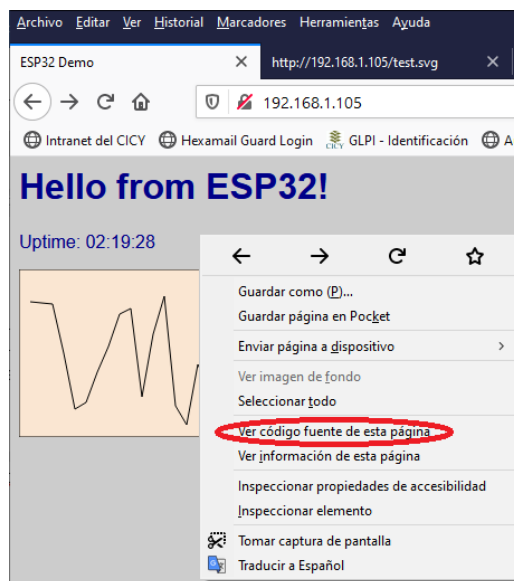 Archivo Editar Ver Historial Marcadores Herramientas Ayuda
ESP32 Demo
http://192.168.1.105/test.svg
192.168.1.105
Intranet del CICY Hexamail Guard Login CICY GLPI - Identificación A
Hello from ESP32!
Uptime: 02:19:28
Guardar como (P)...
Guardar página en Pocket
Enviar página a dispositivo
Ver imagen de fondo
Seleccionar todo
Ver código fuente de esta página
Ver información de esta página
Inspeccionar propiedades de accesibilidad
Inspeccionar elemento
Tomar captura de pantalla
Traducir a Español